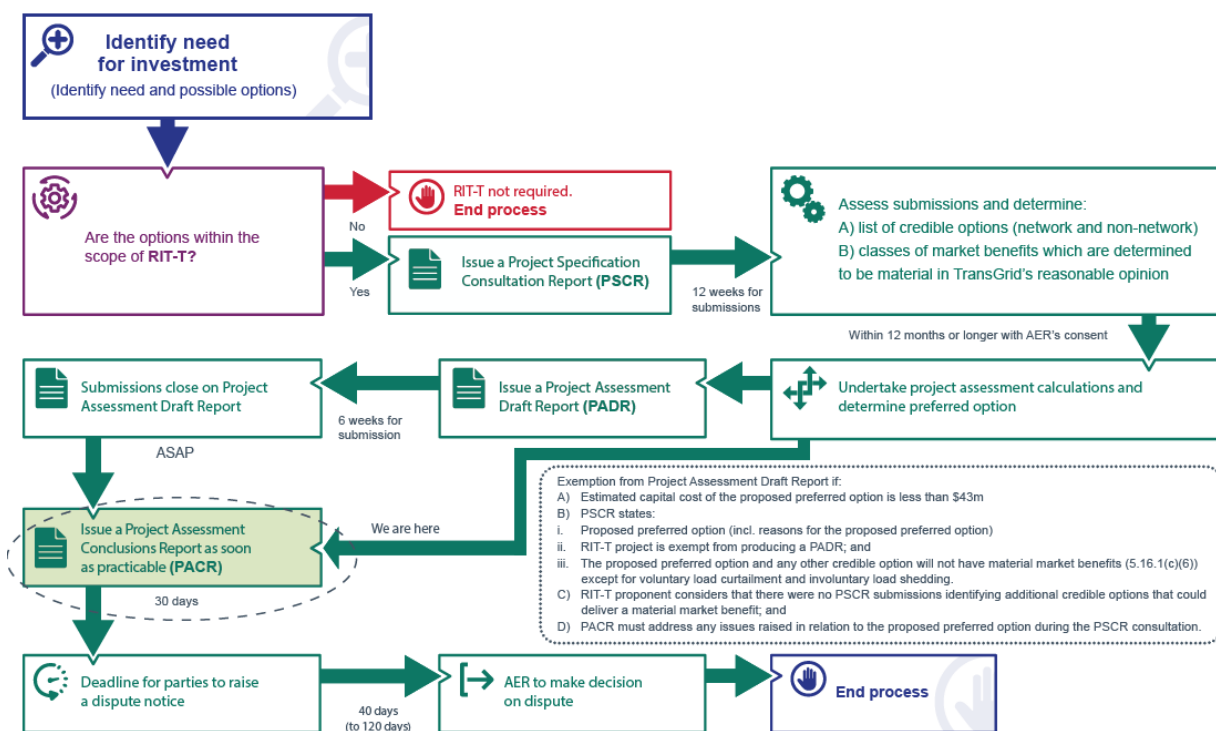 Identify need
for investment
(Identify need and possible options)
Are the options within the
scope of RIT-T?
No
Yes
RIT-T not required.
End process
Issue a Project Specification
Consultation Report (PSCR)
12 weeks for
submissions
Assess submissions and determine:
A) list of credible options (network and non-network)
B) classes of market benefits which are determined
to be material in TransGrid's reasonable opinion
Within 12 months or longer with AER's consent
Undertake project assessment calculations and
determine preferred option
Issue a Project Assessment
Draft Report (PADR)
6 weeks for
submission
Submissions close on Project
Assessment Draft Report
ASAP
Issue a Project Assessment
Conclusions Report as soon
as practicable (PACR)
We are here
30 days
Exemption from Project Assessment Draft Report if:
A) Estimated capital cost of the proposed preferred option is less than $43m
B) PSCR states:
i. Proposed preferred option (incl. reasons for the proposed preferred option)
ii. RIT-T project is exempt from producing a PADR; and
iii. The proposed preferred option and any other credible option will not have material market benefits (5.16.1(c)(6))
except for voluntary load curtailment and involuntary load shedding.
C) RIT-T proponent considers that there were no PSCR submissions identifying additional credible options that could
deliver a material market benefit; and
D) PACR must address any issues raised in relation to the proposed preferred option during the PSCR consultation.
Deadline for parties to raise
a dispute notice
40 days
(to 120 days)
AER to make decision
on dispute
End process